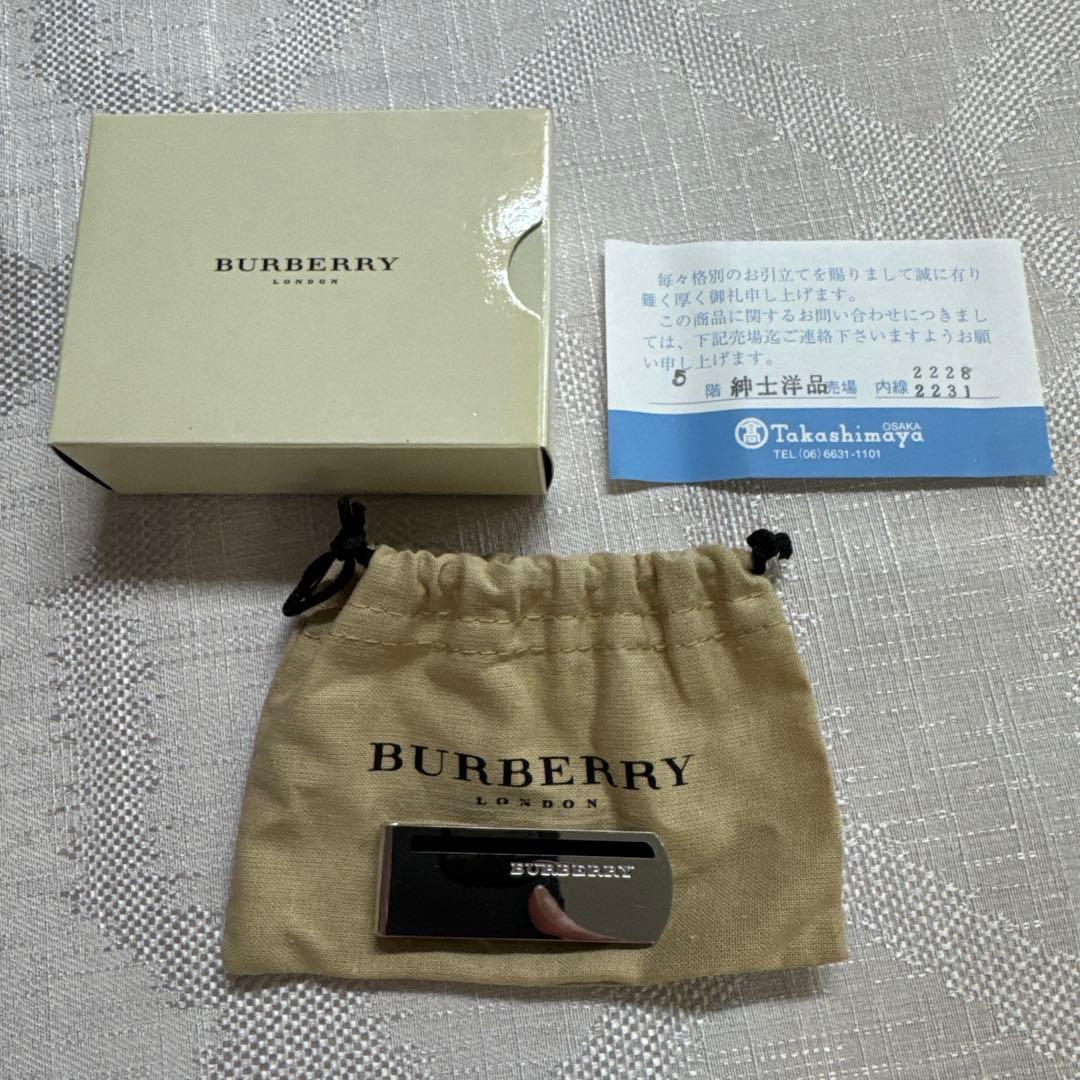 BURBERRY
LONDON
毎々格別のお引立てを賜りまして誠に有り
難く厚く御礼申し上げます。
この商品に関するお問い合わせにつきまし
ては、下記売場迄ご連絡下さいますようお願
い申し上げます。
5 階 紳士洋品売場 内線 2228
2231
髙 Takashimaya OSAKA
TEL (06) 6631-1101
BURBERRY
LONDON
BURBERRY